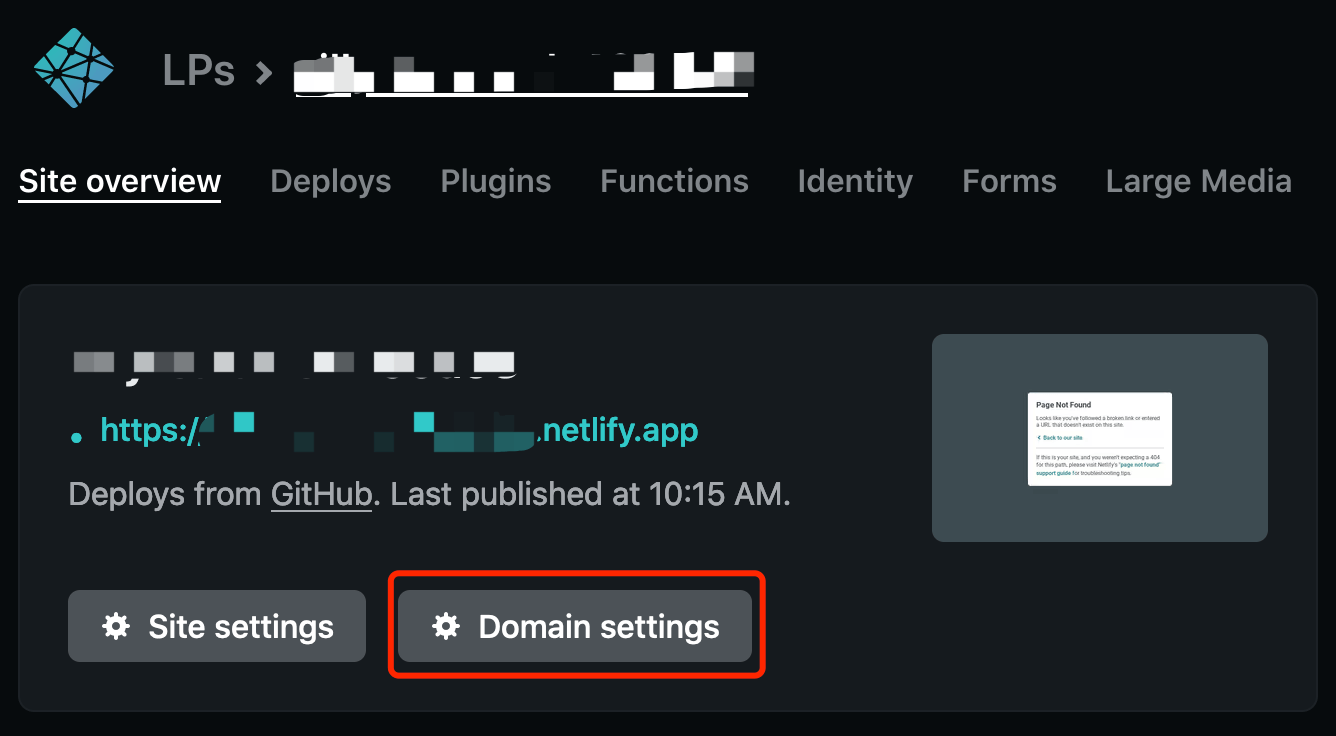 LPs
Site overview Deploys Plugins Functions Identity Forms Large Media
https:/ .netlify.app
Deploys from GitHub. Last published at 10:15 AM.
Site settings Domain settings
Page Not Found
Looks like you've followed a broken link or entered
a URL that doesn't exist on this site.
Back to our site
If this is your site, and you weren't expecting a 404
for this path, please visit Netlify's "page not found"
support guide for troubleshooting tips.